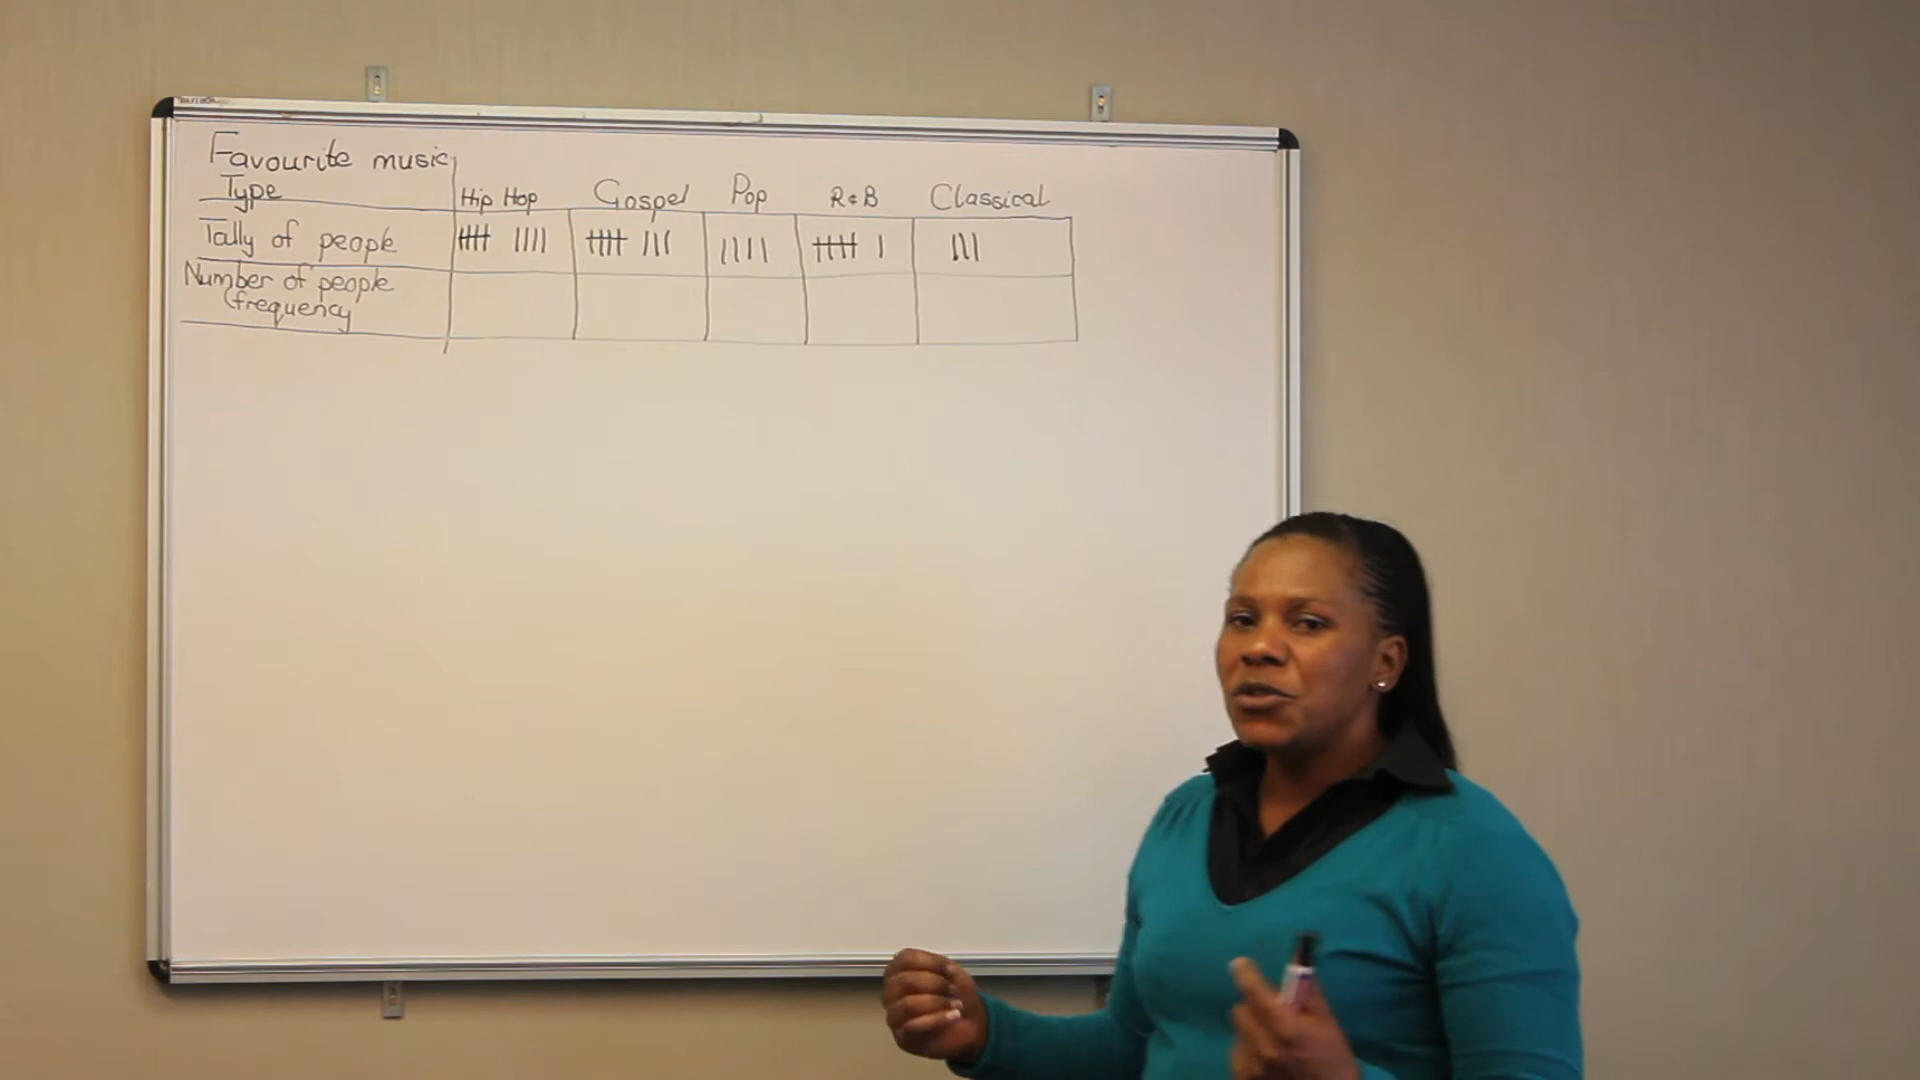 Favourite music
Type Hip Hop Gospel Pop R&B Classical
Tally of people
Number of people
(frequency